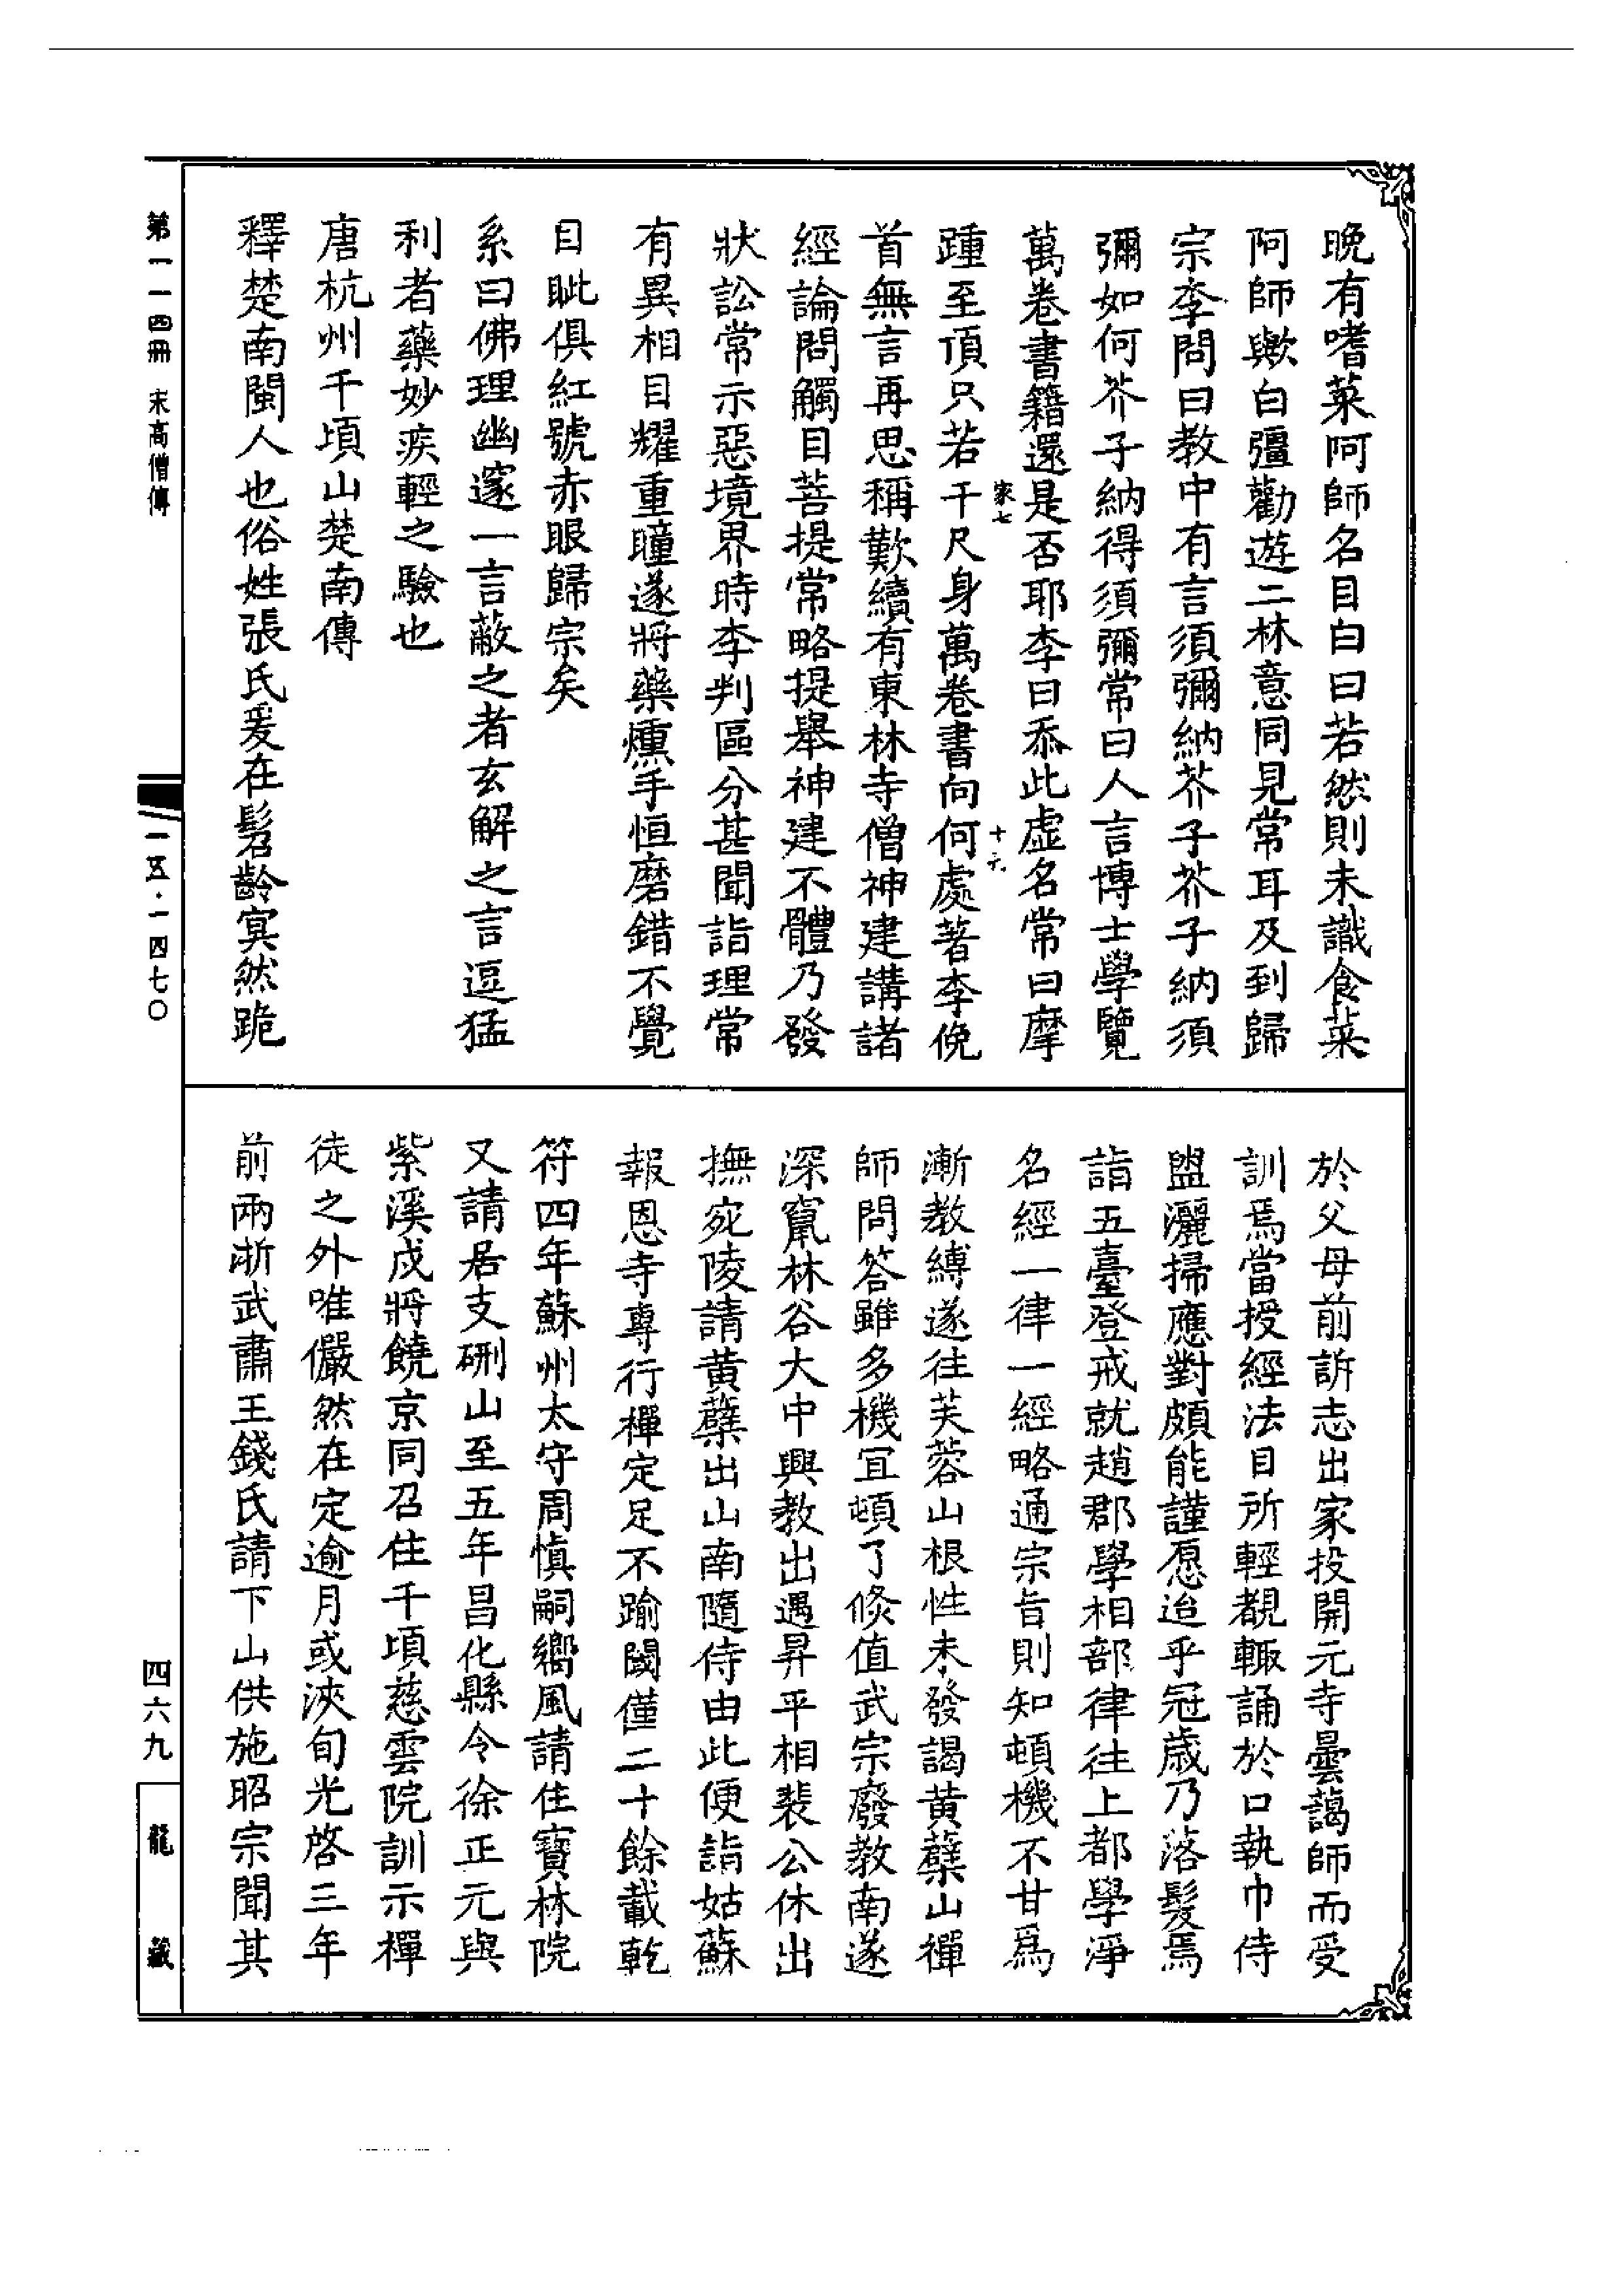 晚有嗜菜阿師名目白曰若然則未識食菜
阿師歟白彊勸遊二林意同見常耳及到歸
宗李問曰教中有言須彌納芥子芥子納須
彌如何芥子納得須彌常曰人言博士學覽
萬卷書籍還是否耶李曰忝此虛名常曰摩
家七
十六
踵至頂只若干尺身萬卷書向何處著李俛
首無言再思稱歎續有東林寺僧神建講諸
經論問觸目菩提常略提舉神建不體乃發
狀訟常示惡境界時李判區分甚聞詣理常
有異相目耀重瞳遂將藥燻手恒磨錯不覺
目眦俱紅號赤眼歸宗矣
系曰佛理幽邃一言蔽之者玄解之言逗猛
利者藥妙疾輕之驗也
唐杭州千頃山楚南傳
釋楚南閩人也俗姓張氏爰在髫齡冥然跪
於父母前訴志出家投開元寺曇藹師而受
訓焉當授經法目所輕覩輙誦於口執巾侍
盥灑掃應對頗能謹愿迨乎冠歲乃落髮焉
詣五臺登戒就趙郡學相部律往上都學淨
名經一律一經略通宗旨則知頓機不甘爲
漸教縛遂往芙蓉山根性未發謁黃蘗山禪
師問答雖多機宜頓了倏值武宗廢教南遂
深竄林谷大中興教出遇昇平相裴公休出
撫宛陵請黃蘗出山南隨侍由此便詣姑蘇
報恩寺專行禪定足不踰閾僅二十餘載乾
符四年蘇州太守周慎嗣嚮風請住寶林院
又請居支硎山至五年昌化縣令徐正元與
紫溪戍將饒京同召住千頃慈雲院訓示禪
徒之外唯儼然在定逾月或浹旬光啓三年
前兩浙武肅王錢氏請下山供施昭宗聞其
第一一四冊 宋高僧傳
一五·一四七〇
四六九
龍藏